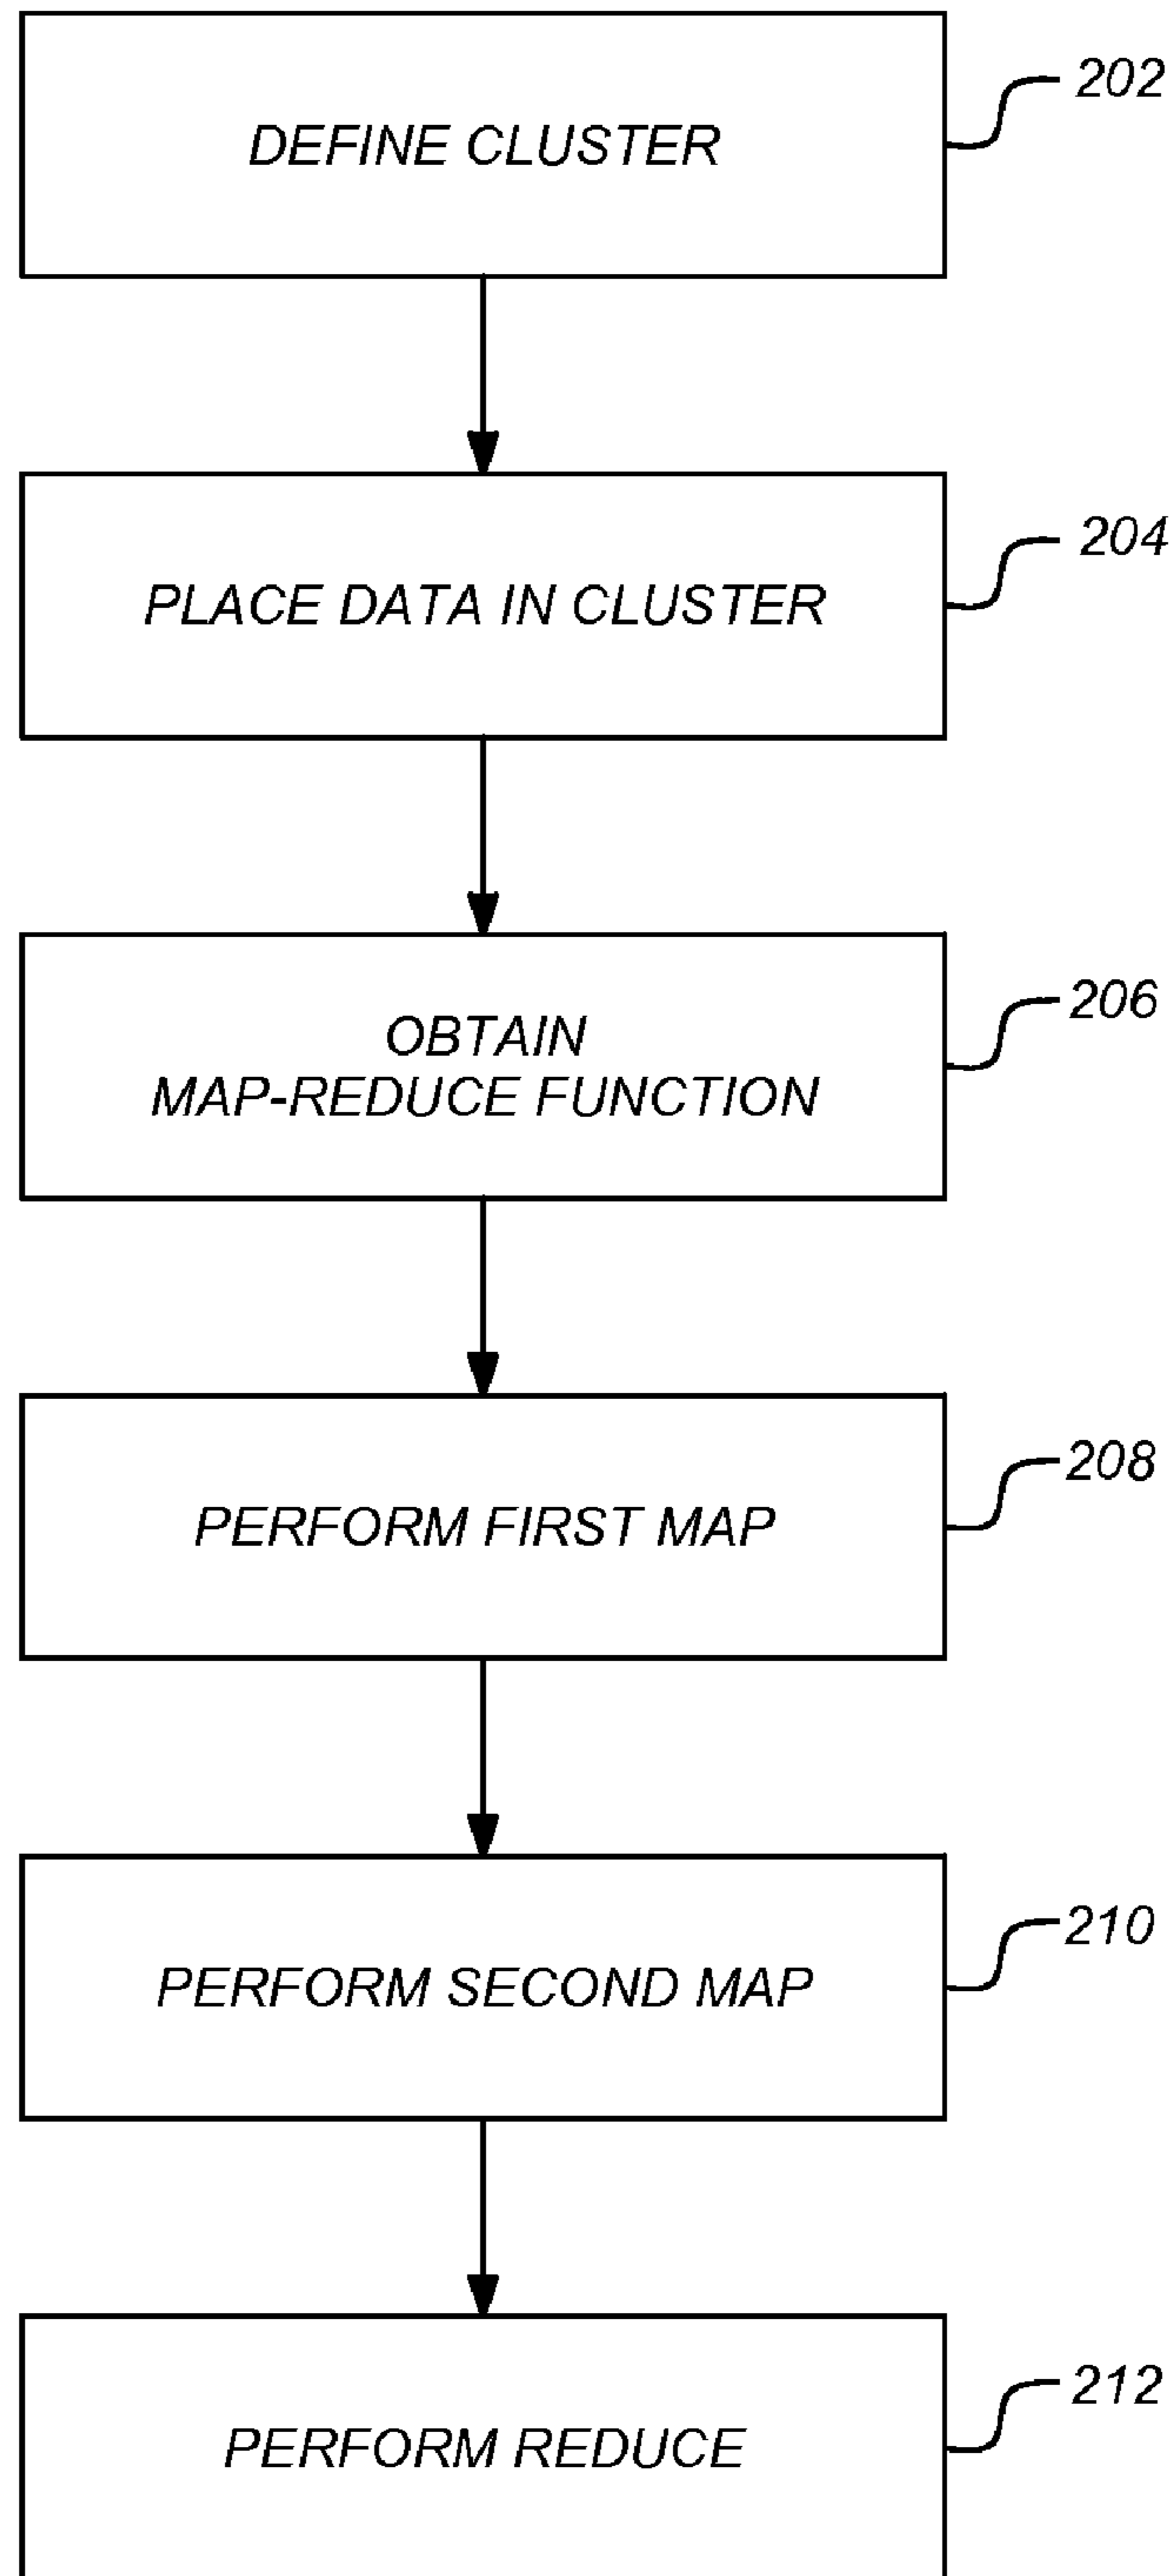 DEFINE CLUSTER
202
PLACE DATA IN CLUSTER
204
OBTAIN
MAP-REDUCE FUNCTION
206
PERFORM FIRST MAP
208
PERFORM SECOND MAP
210
PERFORM REDUCE
212